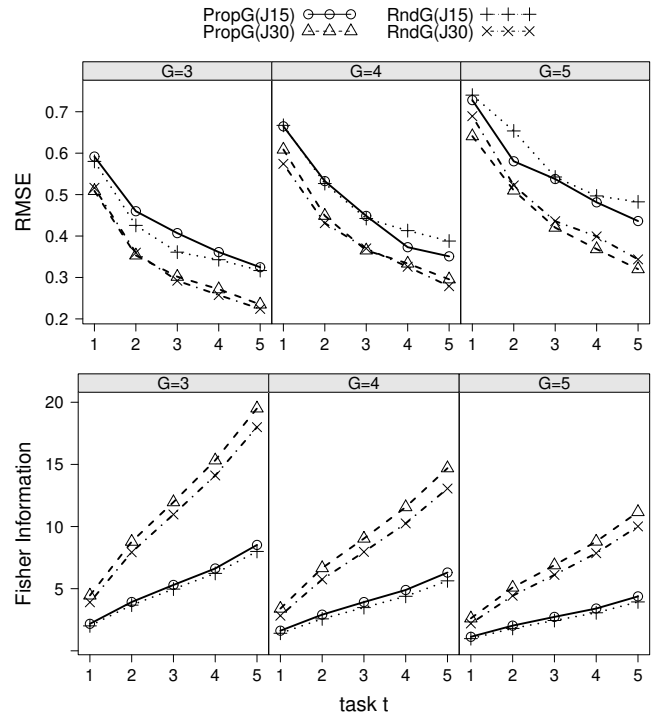 PropG(J15) RndG(J15)
PropG(J30) RndG(J30)
G=3 G=4 G=5
RMSE
0.7
0.6
0.5
0.4
0.3
0.2
1 2 3 4 5 1 2 3 4 5 1 2 3 4 5
G=3 G=4 G=5
Fisher Information
20
15
10
5
1 2 3 4 5 1 2 3 4 5 1 2 3 4 5
task t